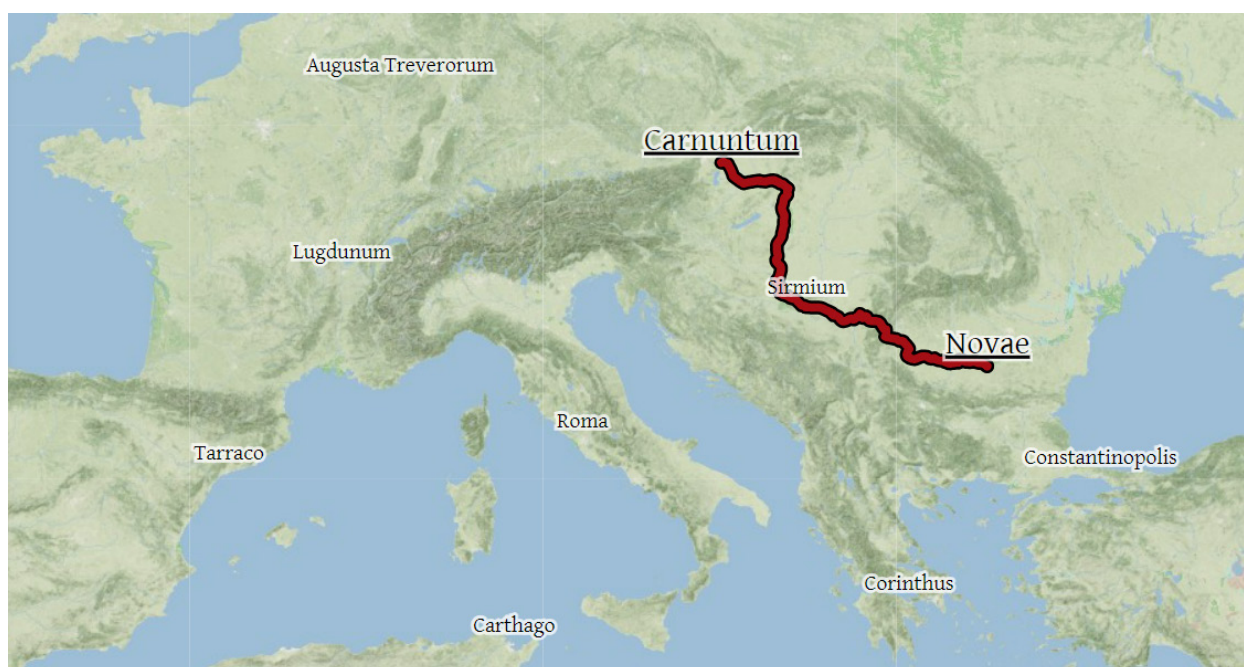 Augusta Treverorum
Carnuntum
Lugdunum
Sirmium
Novae
Roma
Tarraco
Constantinopolis
Corinthus
Carthago